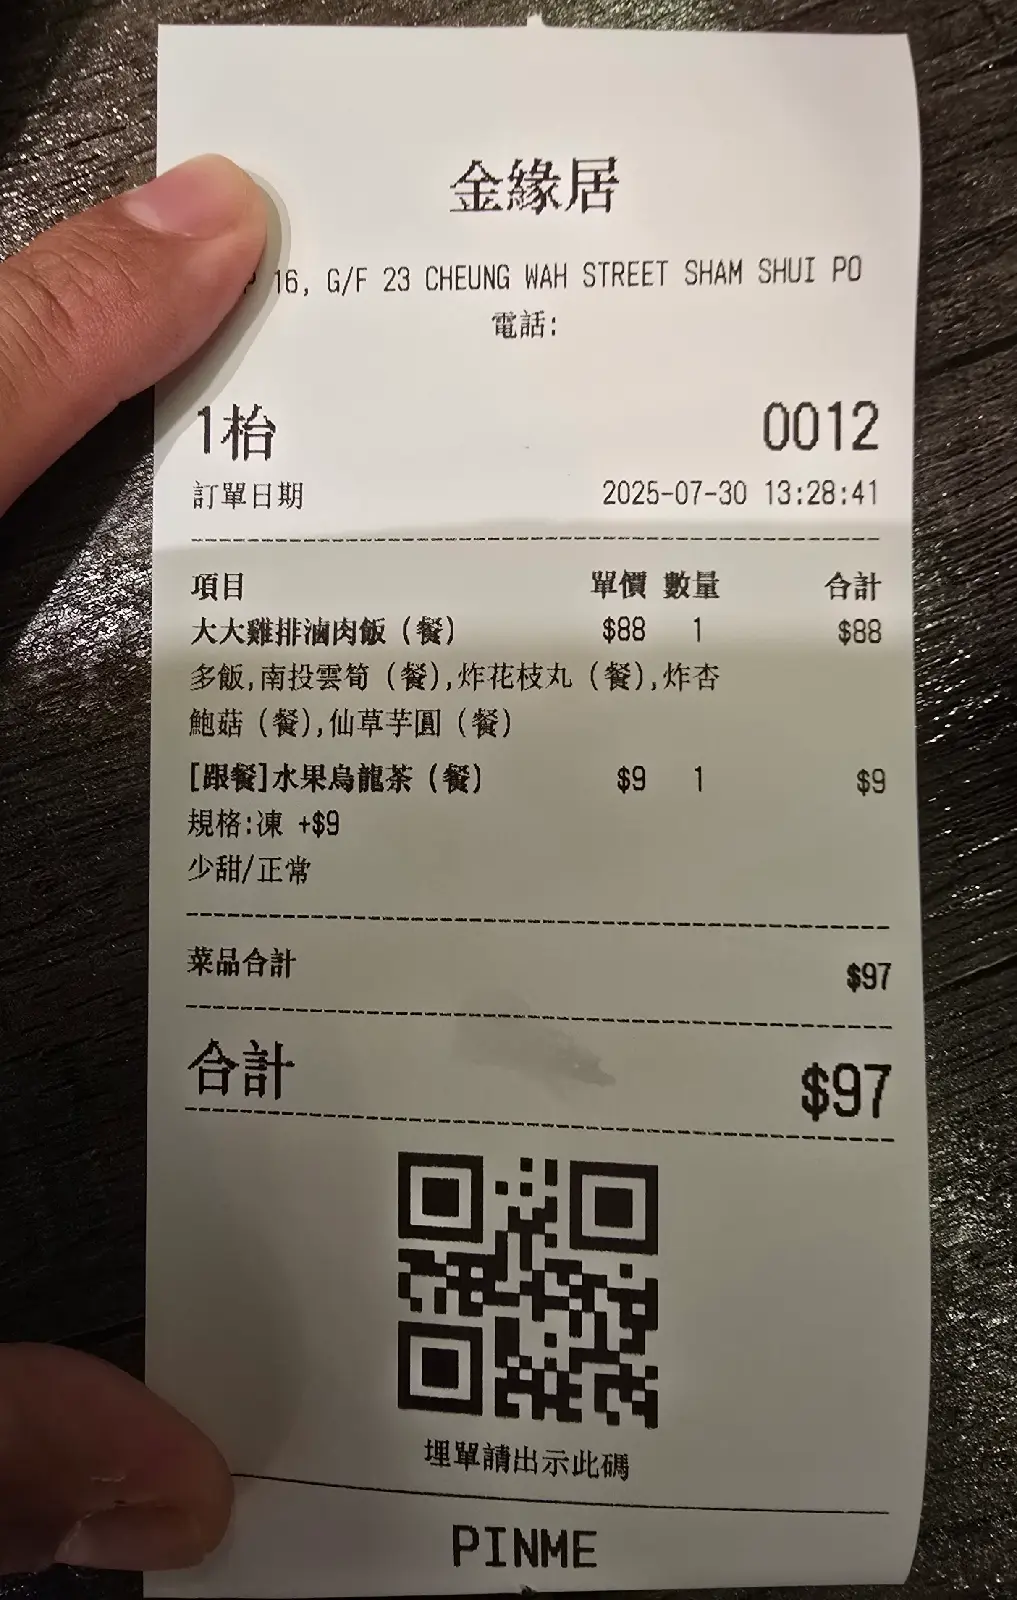 金緣居
16, G/F 23 CHEUNG WAH STREET SHAM SHUI PO
電話:
1枱 0012
訂單日期 2025-07-30 13:28:41
項目 單價 數量 合計
大大雞排滷肉飯（餐） $88 1 $88
多飯,南投雲筍（餐）,炸花枝丸（餐）,炸杏
鮑菇（餐）,仙草芋圓（餐）
[跟餐]水果烏龍茶（餐） $9 1 $9
規格:凍 +$9
少甜/正常
菜品合計 $97
合計 $97
埋單請出示此碼
PINME